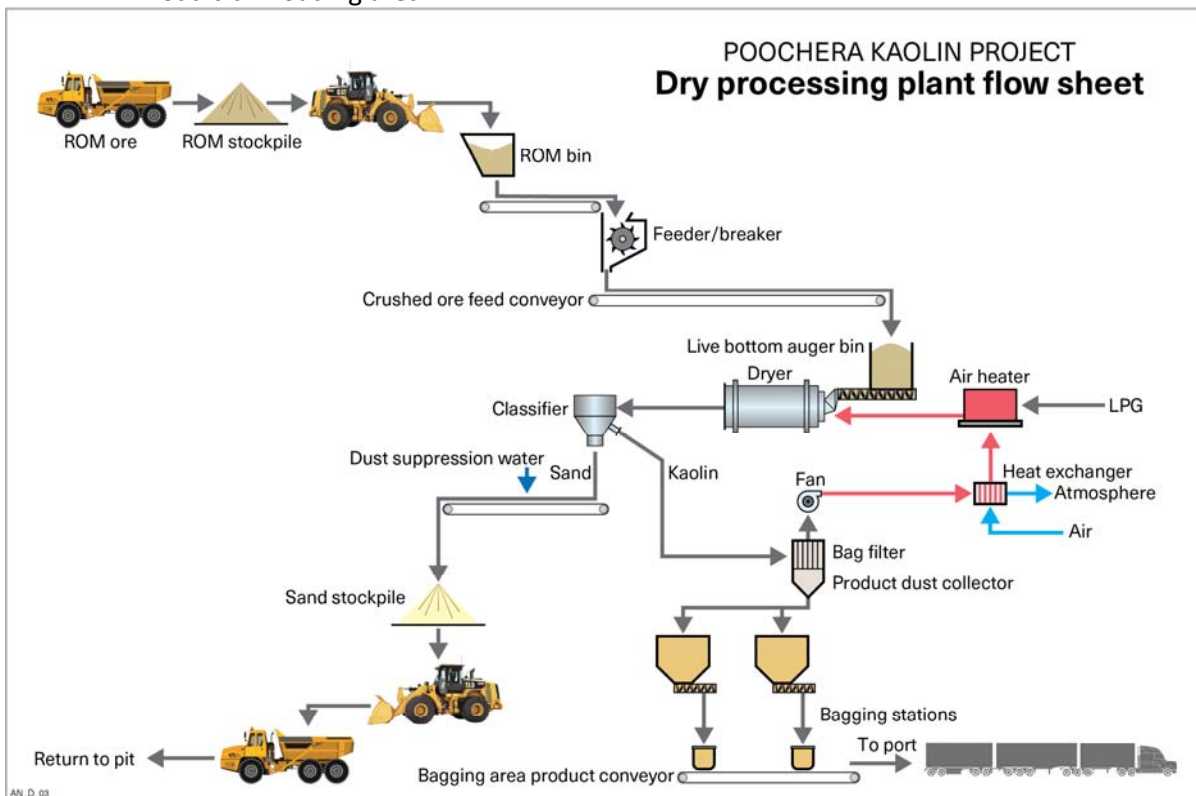 POOCHERA KAOLIN PROJECT
Dry processing plant flow sheet
ROM ore
ROM stockpile
ROM bin
Feeder/breaker
Crushed ore feed conveyor
Live bottom auger bin
Dryer
Air heater
LPG
Classifier
Dust suppression water
Sand
Kaolin
Fan
Heat exchanger
Atmosphere
Air
Bag filter
Product dust collector
Sand stockpile
Bagging stations
To port
Return to pit
Bagging area product conveyor
AN_D_03